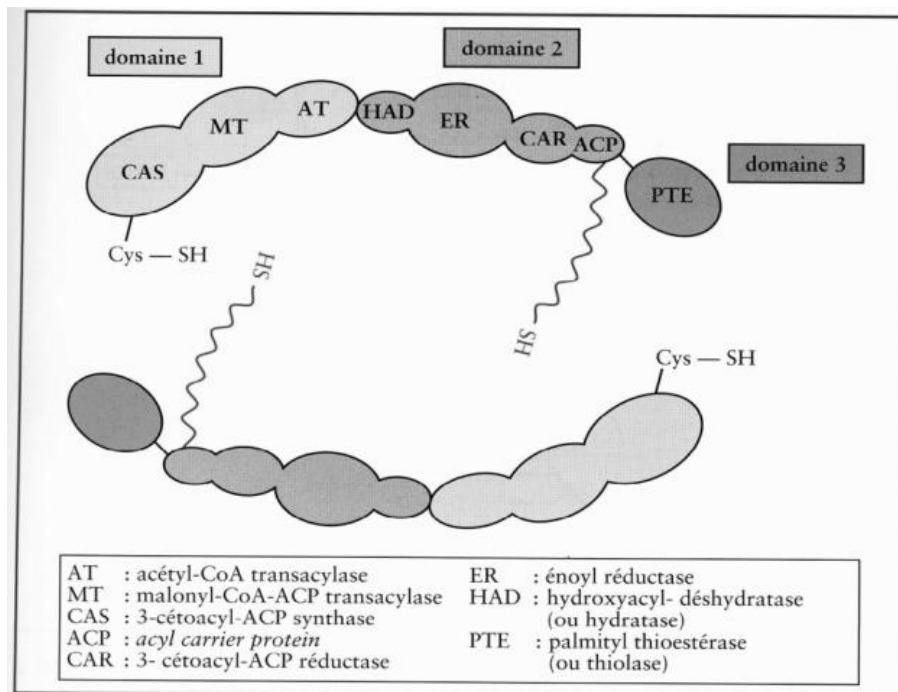 domaine 1
domaine 2
AT
HAD
ER
MT
CAR
ACP
domaine 3
CAS
PTE
Cys — SH
HS
SH
Cys — SH
AT : acétyl-CoA transacylase
MT : malonyl-CoA-ACP transacylase
CAS : 3-cétoacyl-ACP synthase
ACP : acyl carrier protein
CAR : 3- cétoacyl-ACP réductase
ER : énoyl réductase
HAD : hydroxyacyl- déshydratase
(ou hydratase)
PTE : palmityl thioestérase
(ou thiolase)